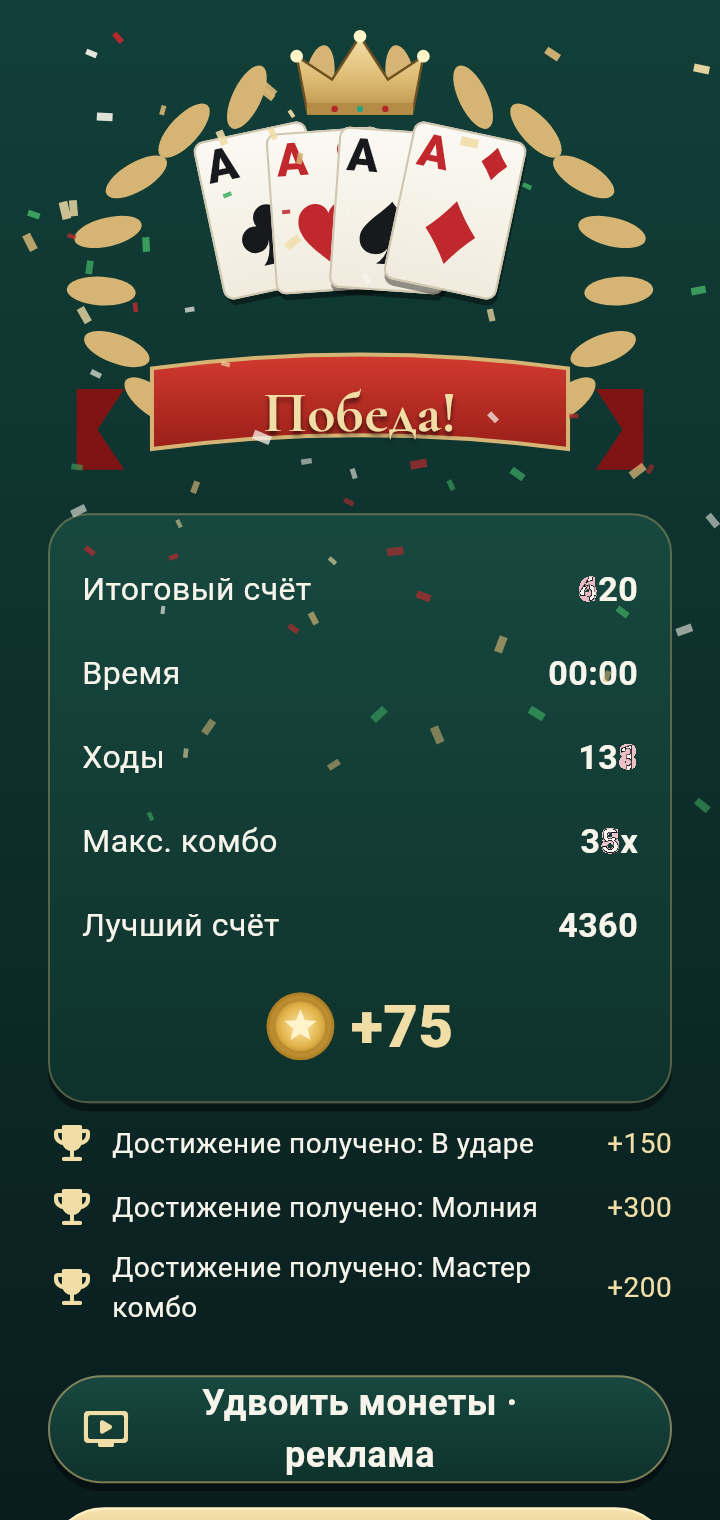 A A A A
Победа!
Итоговый счёт
Время 00:00
Ходы
Макс. комбо
Лучший счёт 4360
+75
Достижение получено: В ударе +150
Достижение получено: Молния +300
Достижение получено: Мастер
комбо +200
Удвоить монеты ·
реклама